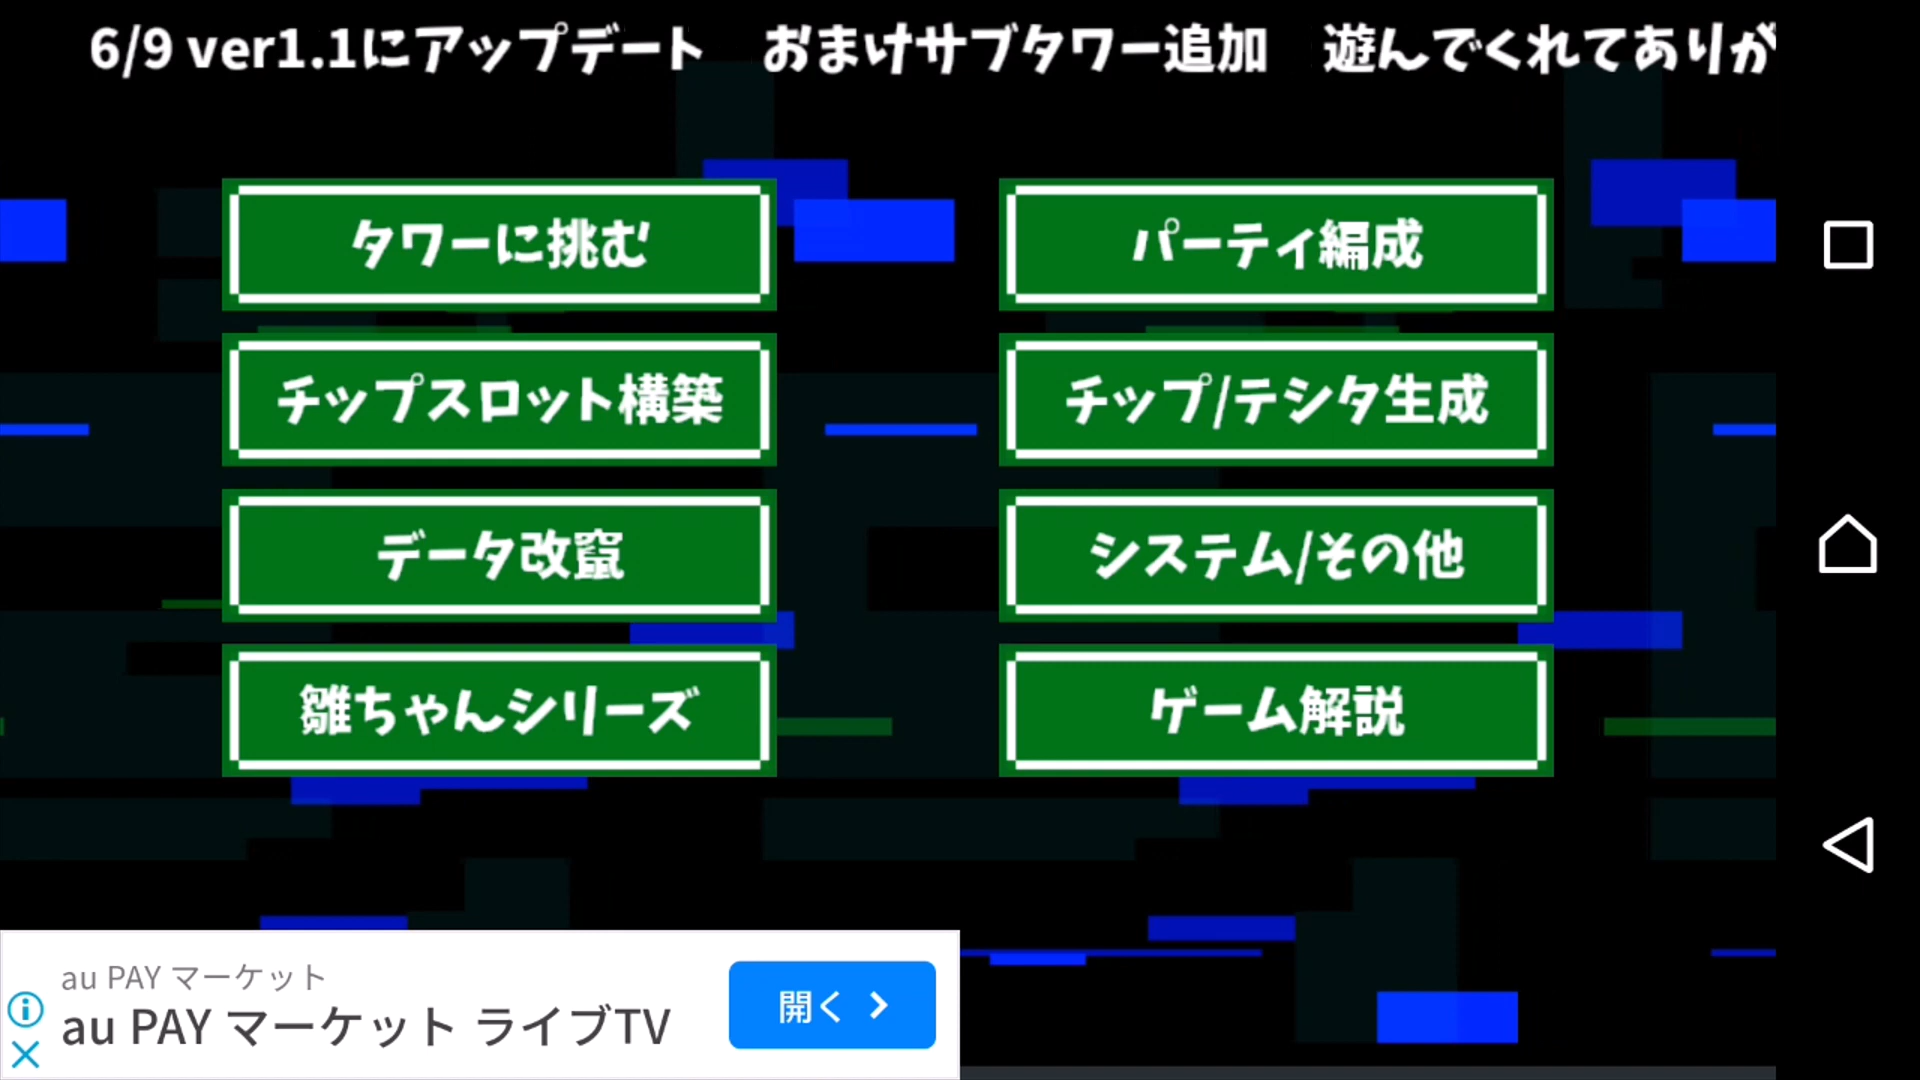 6/9 ver1.1にアップデート　おまけサブタワー追加　遊んでくれてありが
タワーに挑む
パーティ編成
チップスロット構築
チップ/テシタ生成
データ改竄
システム/その他
雛ちゃんシリーズ
ゲーム解説
au PAY マーケット
au PAY マーケット ライブTV
開く